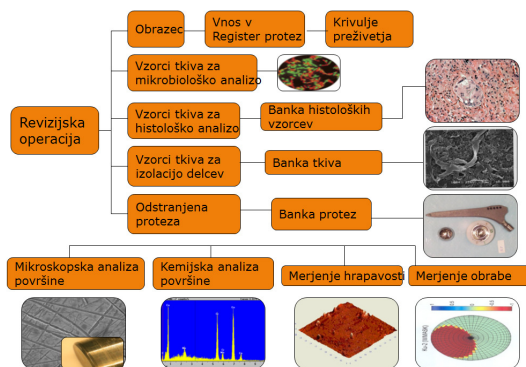 Obrazec
Vnos v
Register protez
Krivulje
preživetja
Vzorci tkiva za
mikrobiološko analizo
Revizijska
operacija
Vzorci tkiva za
histološko analizo
Banka histoloških
vzorcev
Vzorci tkiva za
izolacijo delcev
Banka tkiva
Odstranjena
proteza
Banka protez
Mikroskopska analiza
površine
Kemijska analiza
površine
Merjenje hrapavosti
Merjenje obrabe